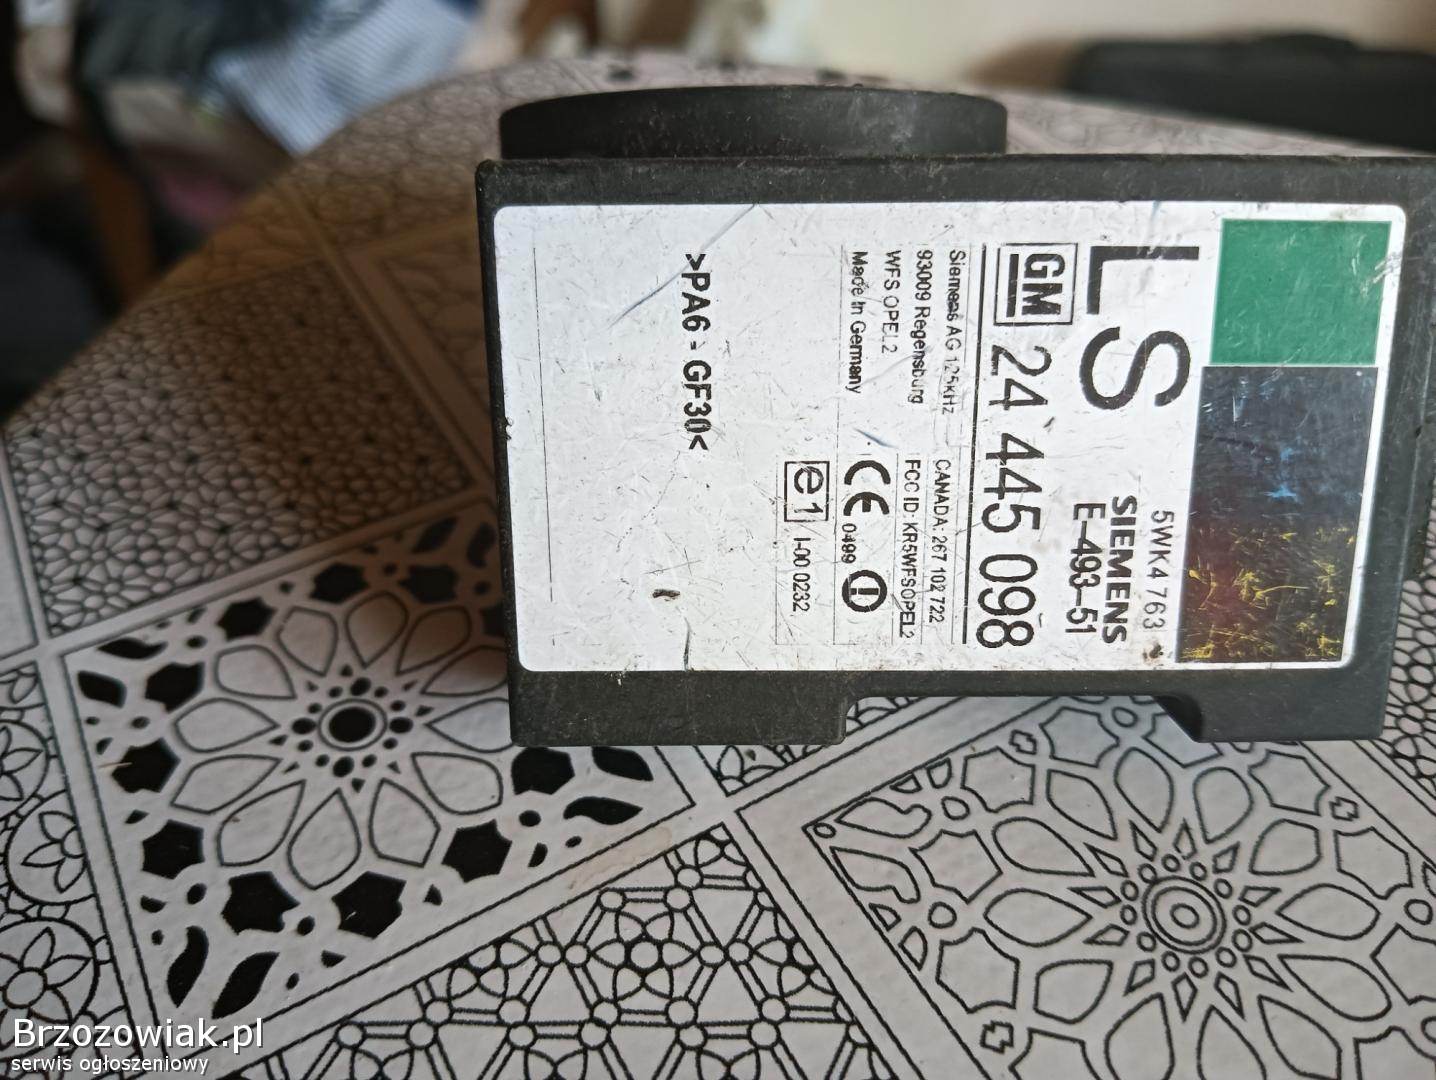 LS
5WK4 763
SIEMENS
E-493-51
GM 24 445 098
Siemens AG 125kHz
93009 Regensburg
WFS OPEL2
Made in Germany
CANADA: 267 102 722
FCC ID: KR5WFSOPEL2
CE 0499
e1 I-00 0232
>PA6 - GF30<
Brzozowiak.pl
serwis ogłoszeniowy